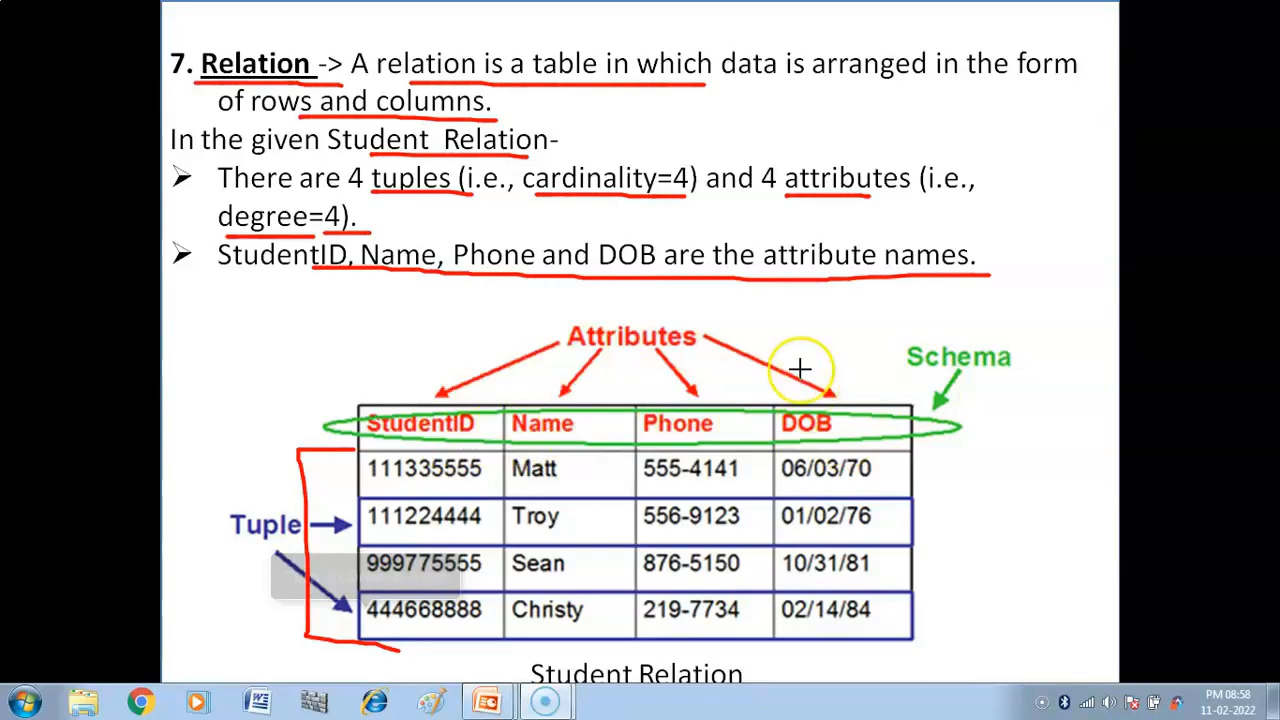 7. Relation -> A relation is a table in which data is arranged in the form
of rows and columns.
In the given Student Relation-
➢ There are 4 tuples (i.e., cardinality=4) and 4 attributes (i.e.,
degree=4).
➢ StudentID, Name, Phone and DOB are the attribute names.
Attributes
Schema
StudentID Name Phone DOB
111335555 Matt 555-4141 06/03/70
Tuple 111224444 Troy 556-9123 01/02/76
999775555 Sean 876-5150 10/31/81
444668888 Christy 219-7734 02/14/84
Student Relation
PM 08:58
11-02-2022